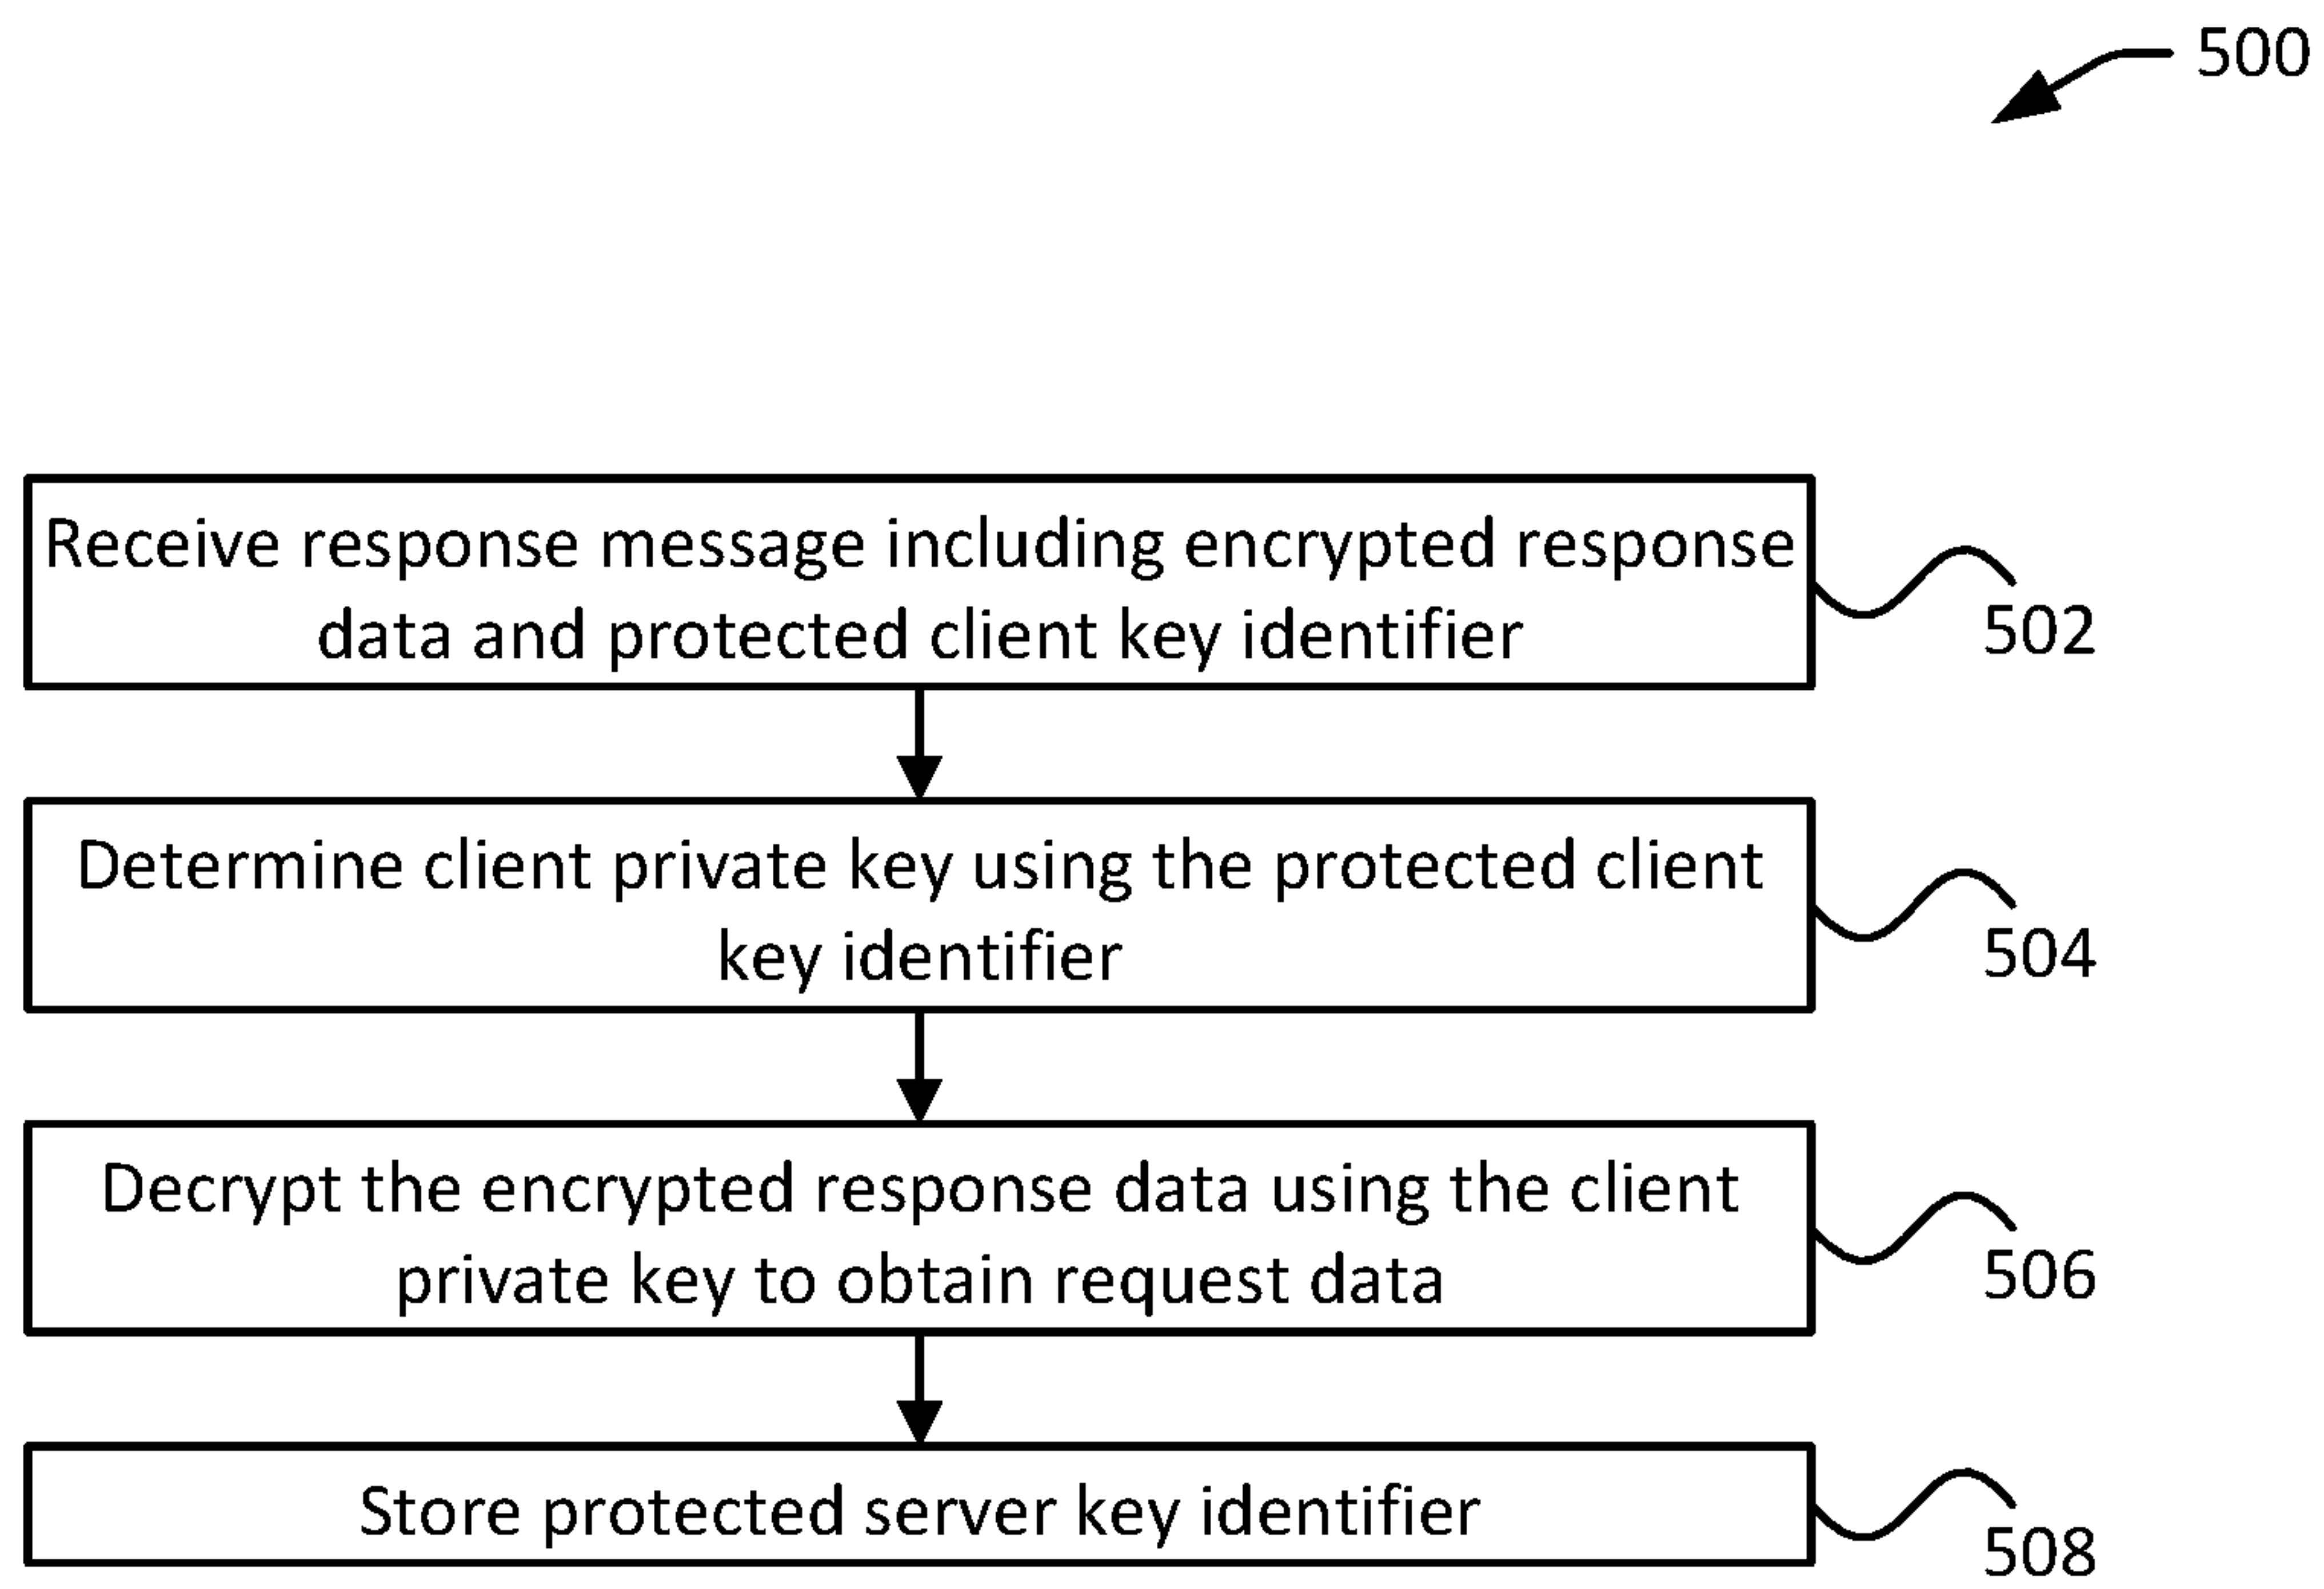 500
Receive response message including encrypted response
data and protected client key identifier
502
Determine client private key using the protected client
key identifier
504
Decrypt the encrypted response data using the client
private key to obtain request data
506
Store protected server key identifier
508